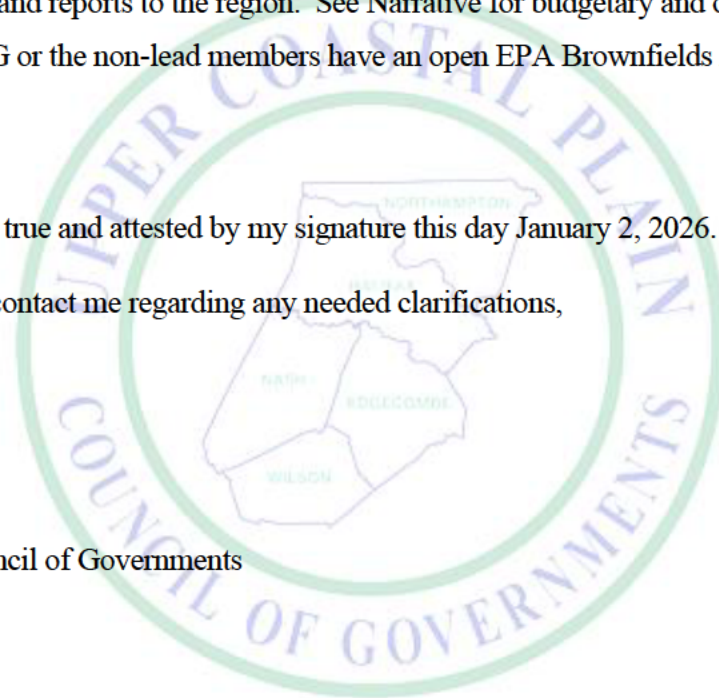 and reports to the region. See Narrative for budgetary and
G or the non-lead members have an open EPA Brownfields
UPPER COASTAL PLAIN
NORTHAMPTON
true and attested by my signature this day January 2, 2026.
HALIFAX
contact me regarding any needed clarifications,
NASH
EDGECOMBE
WILSON
ncil of Governments
COUNCIL OF GOVERNMENTS